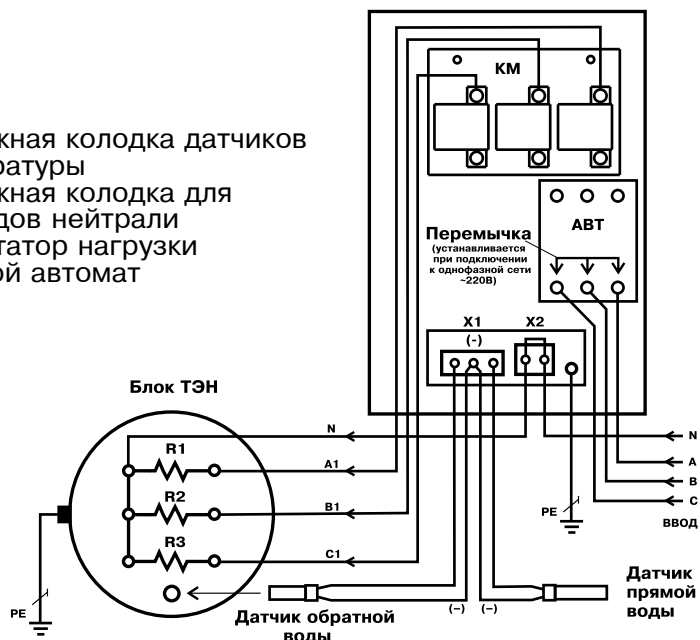 жная колодка датчиков
ратуры
жная колодка для
дов нейтрали
татор нагрузки
ой автомат
КМ
АВТ
Перемычка
(устанавливается
при подключении
к однофазной сети
~220В)
X1
X2
(-)
Блок ТЭН
N
R1
A1
R2
B1
R3
C1
PE
N
A
B
C
PE
ввод
(–)
(–)
Датчик обратной
воды
Датчик
прямой
воды